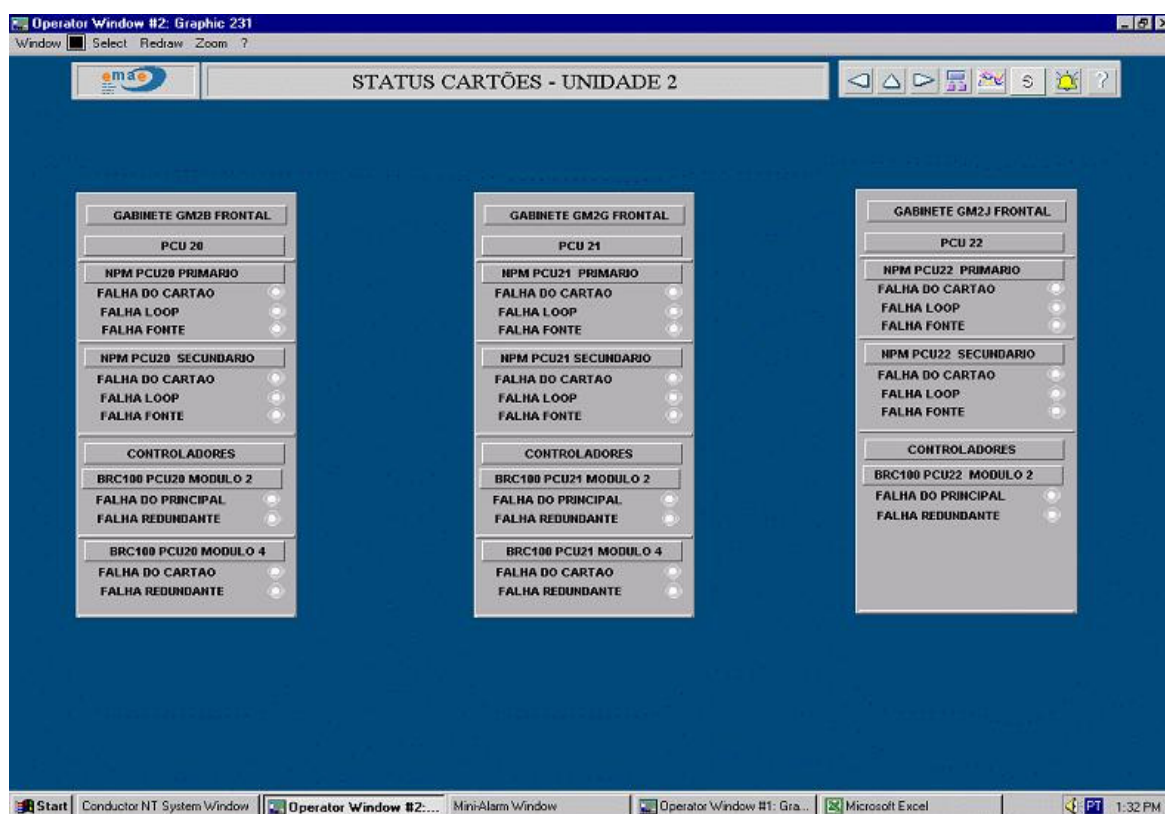 Operator Window #2: Graphic 231
Window Select Redraw Zoom ?
emae
STATUS CARTÕES - UNIDADE 2
S ?
GABINETE GM2B FRONTAL
PCU 20
NPM PCU20 PRIMARIO
FALHA DO CARTAO
FALHA LOOP
FALHA FONTE
NPM PCU20 SECUNDARIO
FALHA DO CARTAO
FALHA LOOP
FALHA FONTE
CONTROLADORES
BRC100 PCU20 MODULO 2
FALHA DO PRINCIPAL
FALHA REDUNDANTE
BRC100 PCU20 MODULO 4
FALHA DO CARTAO
FALHA REDUNDANTE
GABINETE GM2G FRONTAL
PCU 21
NPM PCU21 PRIMARIO
FALHA DO CARTAO
FALHA LOOP
FALHA FONTE
NPM PCU21 SECUNDARIO
FALHA DO CARTAO
FALHA LOOP
FALHA FONTE
CONTROLADORES
BRC100 PCU21 MODULO 2
FALHA DO PRINCIPAL
FALHA REDUNDANTE
BRC100 PCU21 MODULO 4
FALHA DO CARTAO
FALHA REDUNDANTE
GABINETE GM2J FRONTAL
PCU 22
NPM PCU22 PRIMARIO
FALHA DO CARTAO
FALHA LOOP
FALHA FONTE
NPM PCU22 SECUNDARIO
FALHA DO CARTAO
FALHA LOOP
FALHA FONTE
CONTROLADORES
BRC100 PCU22 MODULO 2
FALHA DO PRINCIPAL
FALHA REDUNDANTE
Start Conductor NT System Window Operator Window #2:... Mini-Alarm Window Operator Window #1: Gra... Microsoft Excel PT 1:32 PM